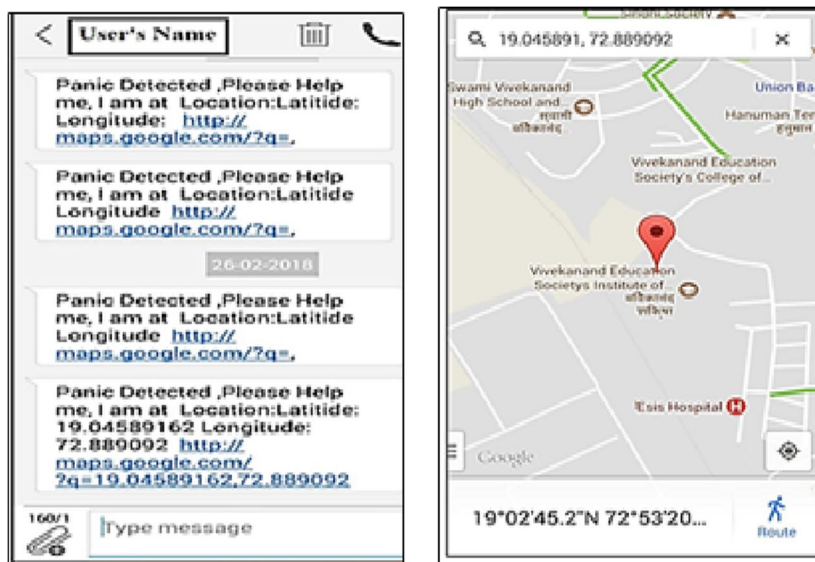 User's Name
Panic Detected ,Please Help
me, I am at Location:Latitide:
Longitude: http://
maps.google.com/?q=,
Panic Detected ,Please Help
me, I am at Location:Latitide
Longitude http://
maps.google.com/?q=,
26-02-2018
Panic Detected ,Please Help
me, I am at Location:Latitide
Longitude http://
maps.google.com/?q=,
Panic Detected ,Please Help
me, I am at Location:Latitide:
19.04589162 Longitude:
72.889092 http://
maps.google.com/
?q=19.04589162,72.889092
160/1
Type message
Sindhi Society
19.045891, 72.889092
Swami Vivekanand
High School and...
स्वामी
Union Ba
Hanuman Tem
हनुमान
Vivekanand Education
Society's College of...
Vivekanand Education
Societys Institute of...
Esis Hospital
H
Google
19°02'45.2"N 72°53'20...
Route